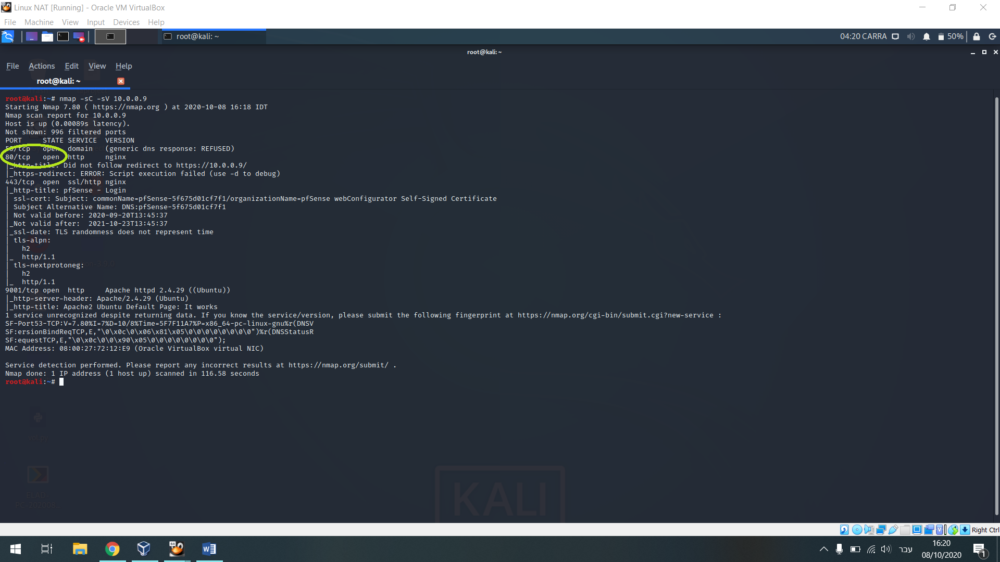 Linux NAT [Running] - Oracle VM VirtualBox
File Machine View Input Devices Help
root@kali: ~
04:20 CARRA 50%
root@kali: ~
File Actions Edit View Help
root@kali: ~
root@kali:~# nmap -sC -sV 10.0.0.9
Starting Nmap 7.80 ( https://nmap.org ) at 2020-10-08 16:18 IDT
Nmap scan report for 10.0.0.9
Host is up (0.00089s latency).
Not shown: 996 filtered ports
PORT     STATE SERVICE  VERSION
53/tcp   open  domain   (generic dns response: REFUSED)
80/tcp   open  http     nginx
|_http-title: Did not follow redirect to https://10.0.0.9/
|_https-redirect: ERROR: Script execution failed (use -d to debug)
443/tcp  open  ssl/http nginx
|_http-title: pfSense - Login
| ssl-cert: Subject: commonName=pfSense-5f675d01cf7f1/organizationName=pfSense webConfigurator Self-Signed Certificate
| Subject Alternative Name: DNS:pfSense-5f675d01cf7f1
| Not valid before: 2020-09-20T13:45:37
|_Not valid after:  2021-10-23T13:45:37
|_ssl-date: TLS randomness does not represent time
| tls-alpn:
|   h2
|_  http/1.1
| tls-nextprotoneg:
|   h2
|_  http/1.1
9001/tcp open  http     Apache httpd 2.4.29 ((Ubuntu))
|_http-server-header: Apache/2.4.29 (Ubuntu)
|_http-title: Apache2 Ubuntu Default Page: It works
1 service unrecognized despite returning data. If you know the service/version, please submit the following fingerprint at https://nmap.org/cgi-bin/submit.cgi?new-service :
SF-Port53-TCP:V=7.80%I=7%D=10/8%Time=5F7F11A7%P=x86_64-pc-linux-gnu%r(DNSV
SF:ersionBindReqTCP,E,"\0\x0c\0\x06\x81\x05\0\0\0\0\0\0\0\0")%r(DNSStatusR
SF:equestTCP,E,"\0\x0c\0\0\x90\x05\0\0\0\0\0\0\0\0");
MAC Address: 08:00:27:72:12:E9 (Oracle VirtualBox virtual NIC)
Service detection performed. Please report any incorrect results at https://nmap.org/submit/ .
Nmap done: 1 IP address (1 host up) scanned in 116.58 seconds
root@kali:~#
KALI
Right Ctrl
עבר
16:20
08/10/2020
1